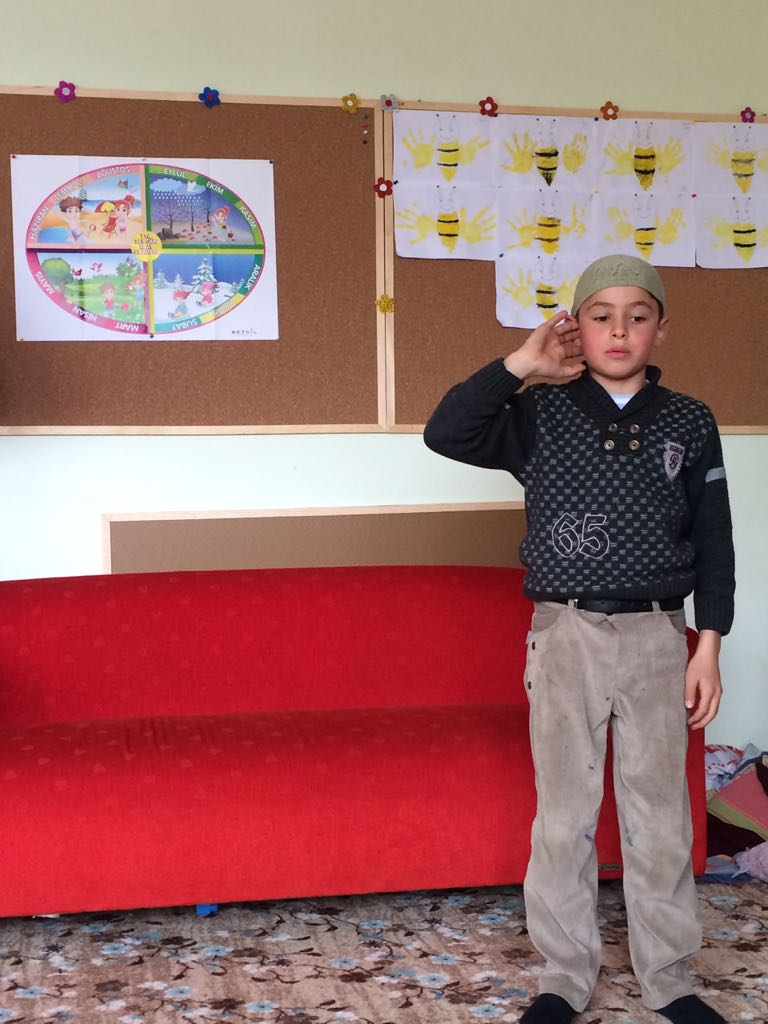 HAZİRAN
TEMMUZ
AĞUSTOS
EYLÜL
EKİM
KASIM
ARALIK
ŞUBAT
MART
NİSAN
MAYIS
65